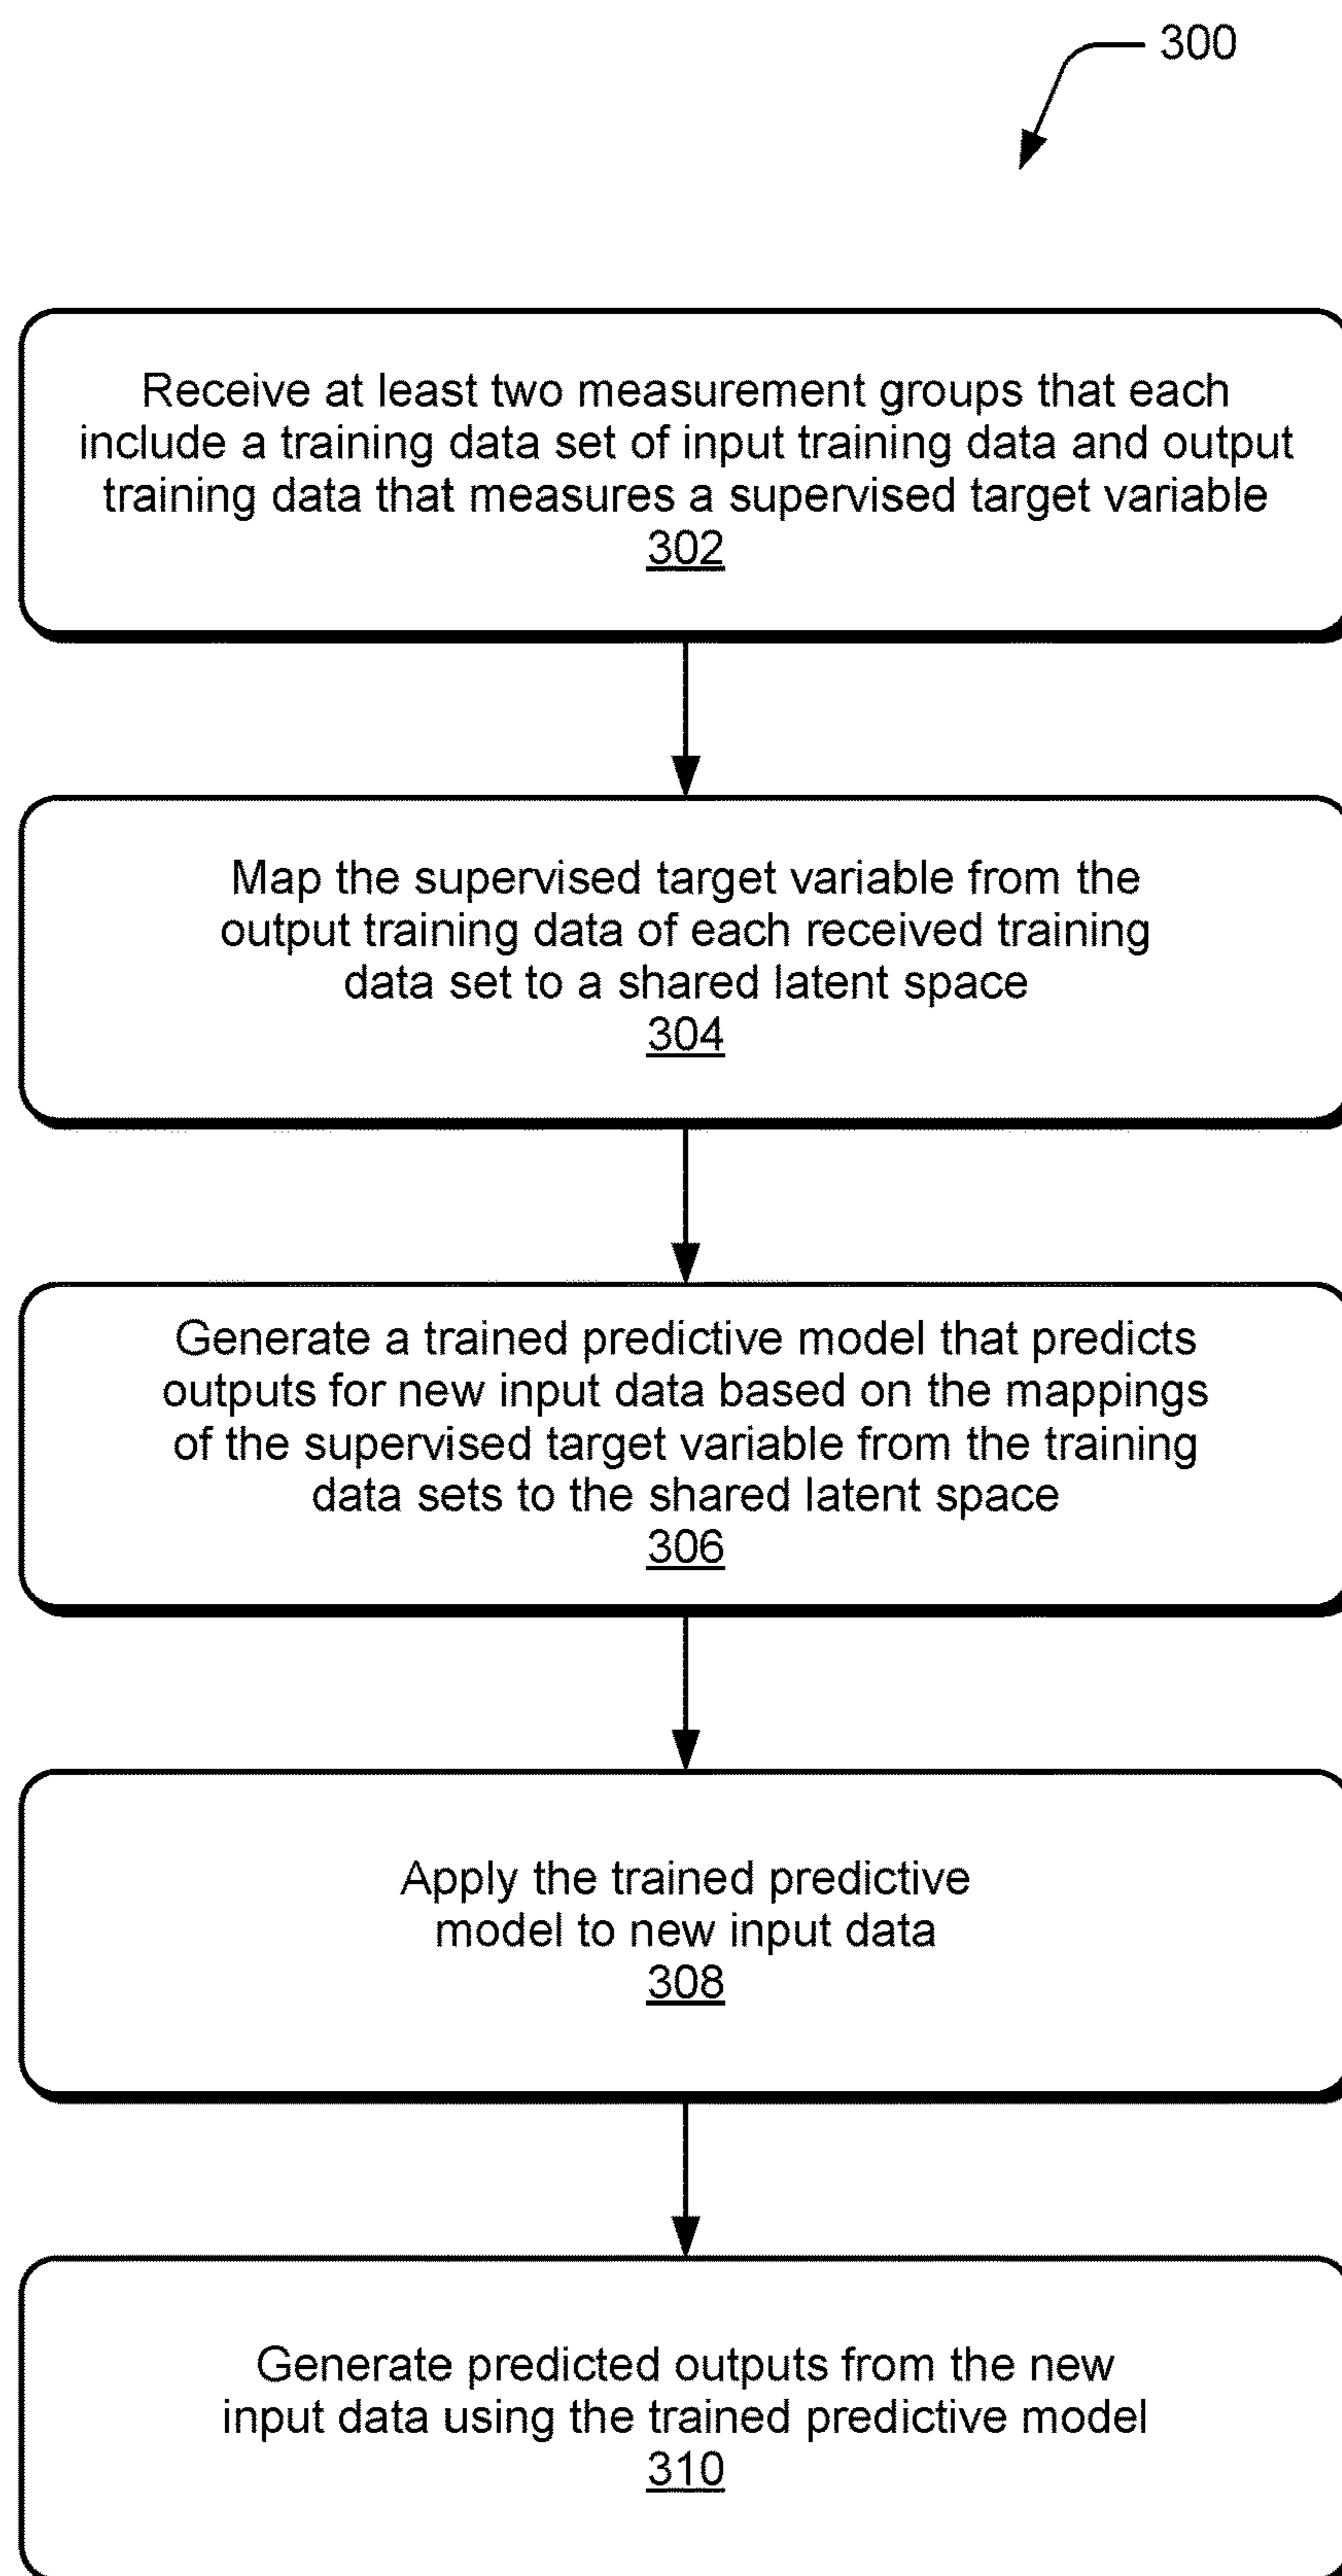 300
Receive at least two measurement groups that each
include a training data set of input training data and output
training data that measures a supervised target variable
302
Map the supervised target variable from the
output training data of each received training
data set to a shared latent space
304
Generate a trained predictive model that predicts
outputs for new input data based on the mappings
of the supervised target variable from the training
data sets to the shared latent space
306
Apply the trained predictive
model to new input data
308
Generate predicted outputs from the new
input data using the trained predictive model
310